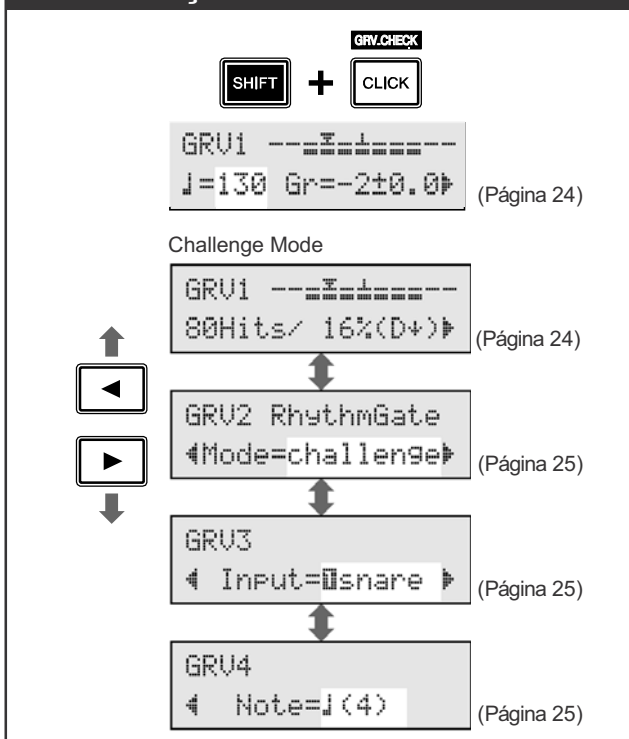 GRV.CHECK
SHIFT + CLICK
GRV1
♩=130 Gr=-2±0.0
(Página 24)
Challenge Mode
GRV1
80Hits/ 16%(D↓)
(Página 24)
GRV2 RhythmGate
Mode=challenge
(Página 25)
GRV3
Input=1snare
(Página 25)
GRV4
Note=♩(4)
(Página 25)